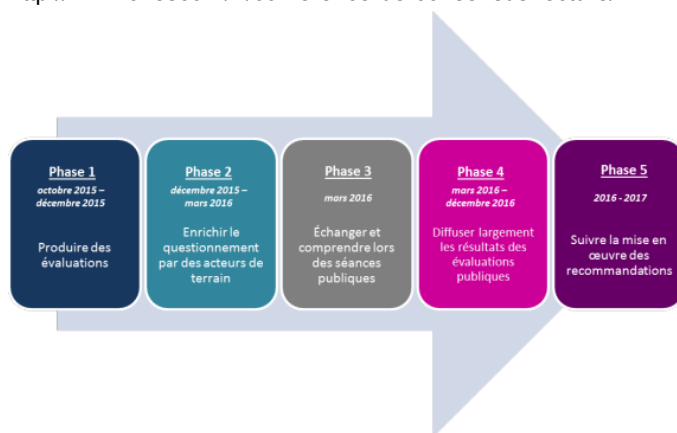 Phase 1
octobre 2015 –
décembre 2015
Produire des
évaluations
Phase 2
décembre 2015 –
mars 2016
Enrichir le
questionnement
par des acteurs de
terrain
Phase 3
mars 2016
Échanger et
comprendre lors
des séances
publiques
Phase 4
mars 2016 –
décembre 2016
Diffuser largement
les résultats des
évaluations
publiques
Phase 5
2016 - 2017
Suivre la mise en
œuvre des
recommandations